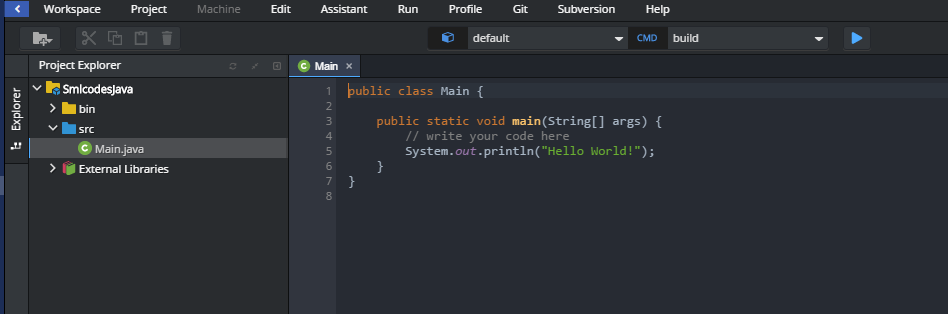 Workspace Project Machine Edit Assistant Run Profile Git Subversion Help
default CMD build
Explorer
Project Explorer
SmlcodesJava
bin
src
C Main.java
External Libraries
C Main ×
1 public class Main {
2
3 public static void main(String[] args) {
4 // write your code here
5 System.out.println("Hello World!");
6 }
7 }
8